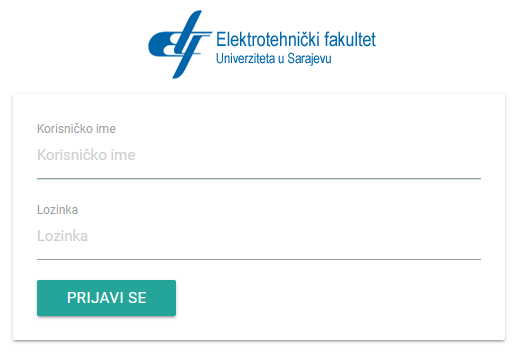 Elektrotehnički fakultet
Univerziteta u Sarajevu
Korisničko ime
Korisničko ime
Lozinka
Lozinka
PRIJAVI SE